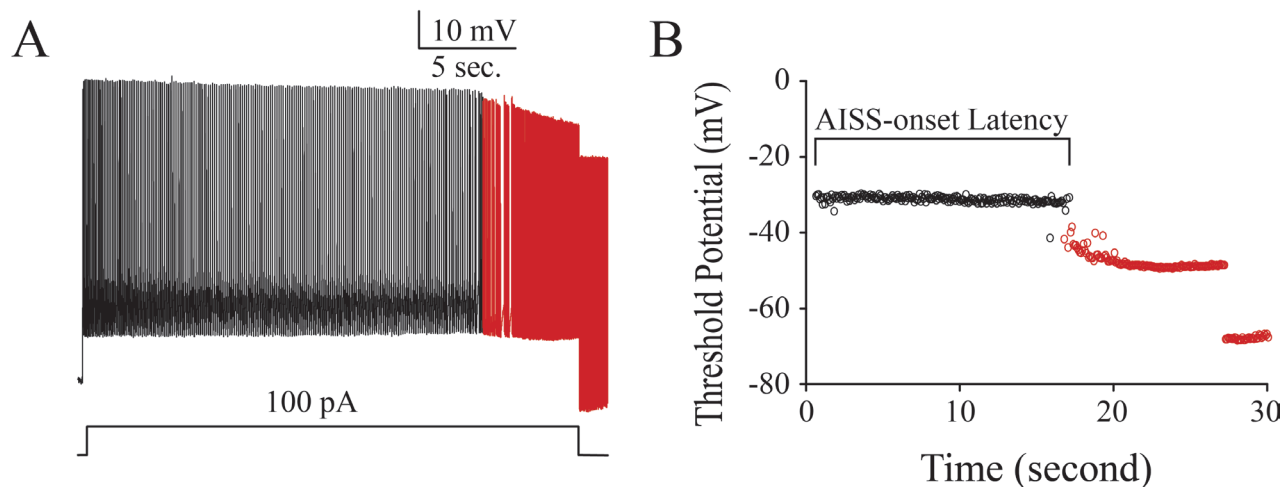 A
10 mV
5 sec.
100 pA
B
Threshold Potential (mV)
0
-20
-40
-60
-80
AISS-onset Latency
0
10
20
30
Time (second)